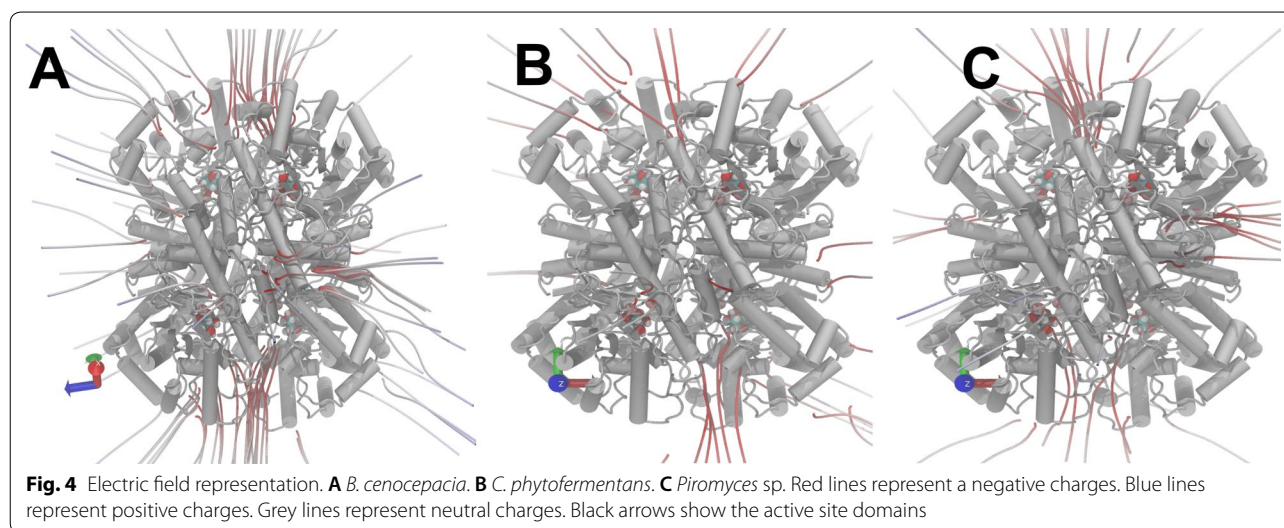 A
B
C
z
z
Fig. 4 Electric field representation. A B. cenocepacia. B C. phytofermentans. C Piromyces sp. Red lines represent a negative charges. Blue lines
represent positive charges. Grey lines represent neutral charges. Black arrows show the active site domains